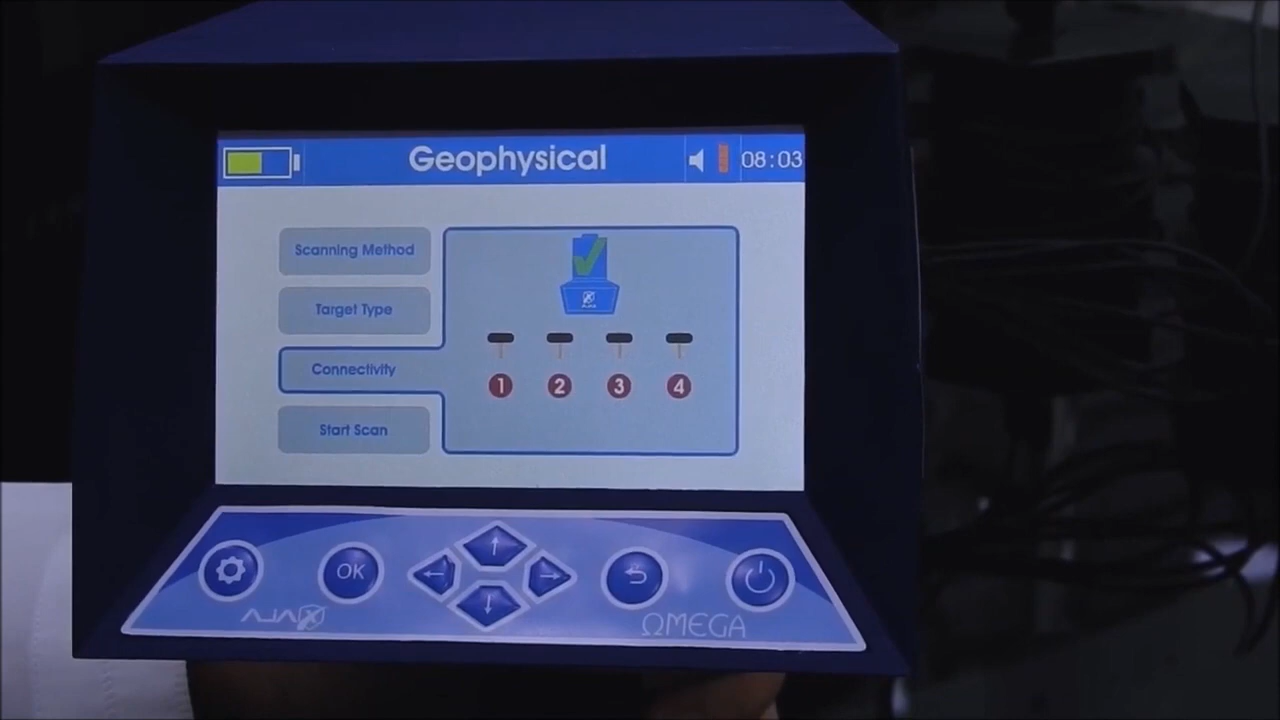 Geophysical 08:03
Scanning Method
Target Type
Connectivity
1 2 3 4
Start Scan
OK
AJAX ΩMEGA